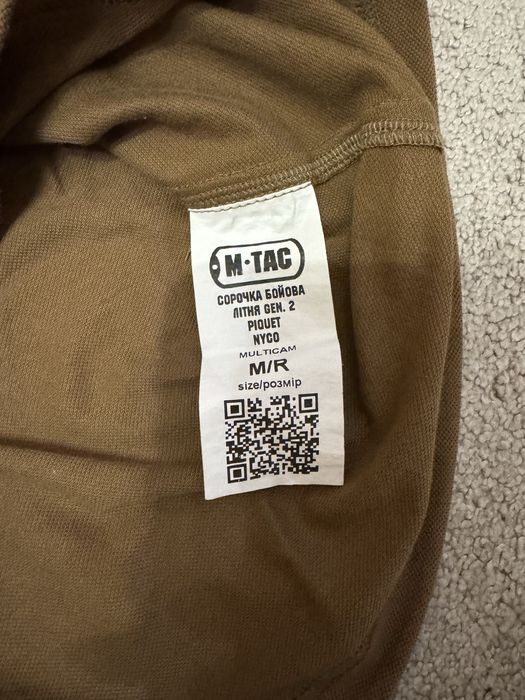 M·TAC
СОРОЧКА БОЙОВА
ЛІТНЯ GEN. 2
PIQUET
NYCO
MULTICAM
M/R
size/розмір